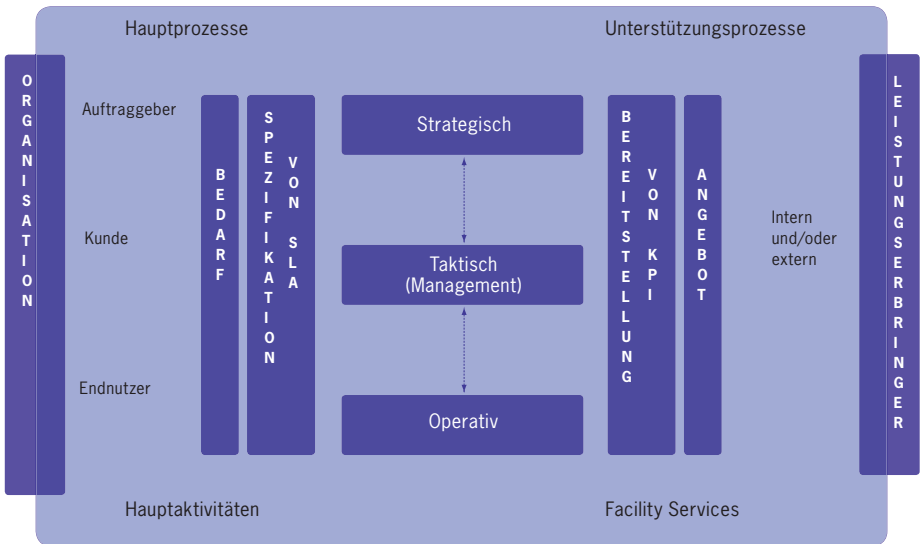 Hauptprozesse
Unterstützungsprozesse
ORGANISATION
Auftraggeber
Kunde
Endnutzer
BEDARF
SPEZIFIKATION
VON SLA
Strategisch
Taktisch
(Management)
Operativ
BEREITSTELLUNG
VON KPI
ANGEBOT
Intern
und/oder
extern
LEISTUNGSERBRINGER
Hauptaktivitäten
Facility Services